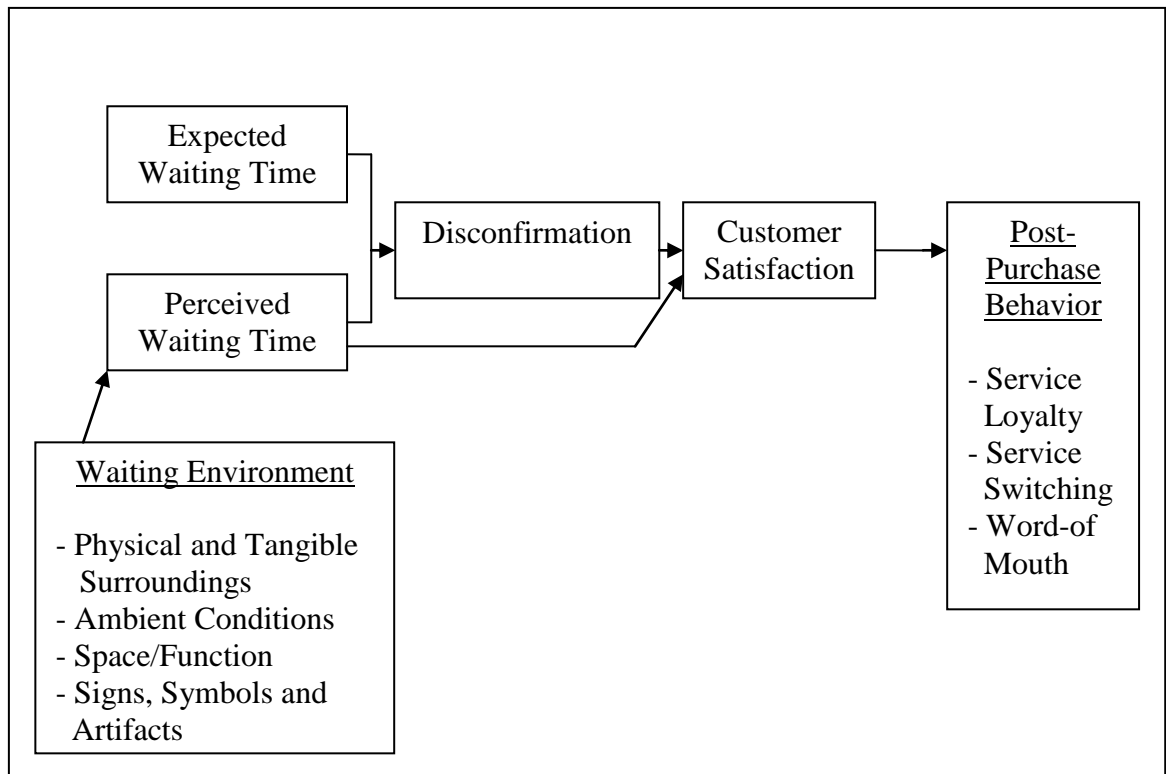 Expected
Waiting Time
Disconfirmation
Customer
Satisfaction
Post-
Purchase
Behavior
- Service
Loyalty
- Service
Switching
- Word-of
Mouth
Perceived
Waiting Time
Waiting Environment
- Physical and Tangible
Surroundings
- Ambient Conditions
- Space/Function
- Signs, Symbols and
Artifacts